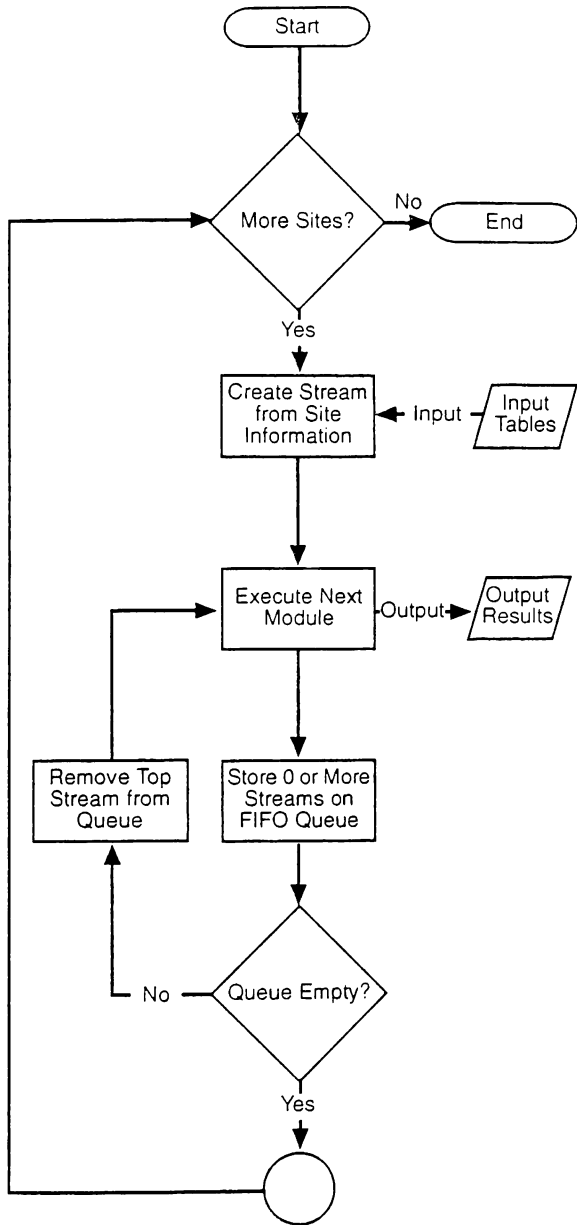 Start
More Sites?
No
End
Yes
Create Stream
from Site
Information
Input
Input
Tables
Execute Next
Module
Output
Output
Results
Remove Top
Stream from
Queue
Store 0 or More
Streams on
FIFO Queue
Queue Empty?
No
Yes